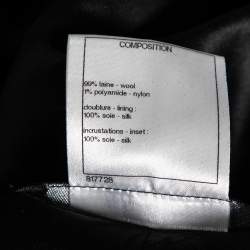 COMPOSITION
99% laine - wool
1% polyamide - nylon
doublure - lining :
100% soie - silk
incrustations - inset :
100% soie - silk
817728